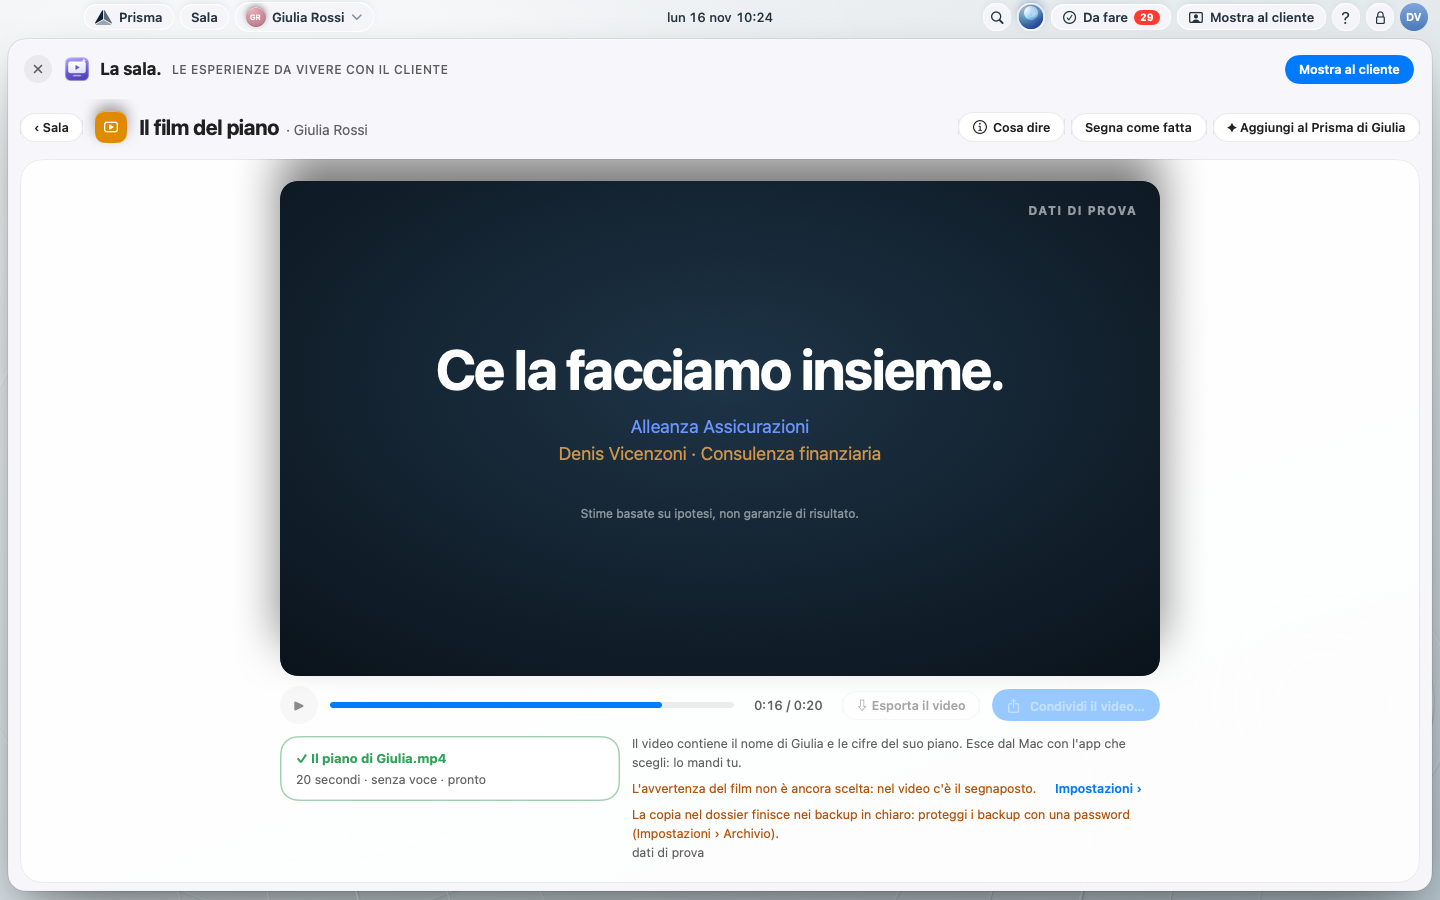 Prisma
Sala
GR Giulia Rossi
lun 16 nov 10:24
Da fare 29
Mostra al cliente
?
DV
La sala. LE ESPERIENZE DA VIVERE CON IL CLIENTE
Mostra al cliente
‹ Sala
Il film del piano · Giulia Rossi
Cosa dire
Segna come fatta
Aggiungi al Prisma di Giulia
DATI DI PROVA
Ce la facciamo insieme.
Alleanza Assicurazioni
Denis Vicenzoni · Consulenza finanziaria
Stime basate su ipotesi, non garanzie di risultato.
0:16 / 0:20
Esporta il video
Condividi il video...
Il piano di Giulia.mp4
20 secondi · senza voce · pronto
Il video contiene il nome di Giulia e le cifre del suo piano. Esce dal Mac con l'app che
scegli: lo mandi tu.
L'avvertenza del film non è ancora scelta: nel video c'è il segnaposto. Impostazioni ›
La copia nel dossier finisce nei backup in chiaro: proteggi i backup con una password
(Impostazioni › Archivio).
dati di prova